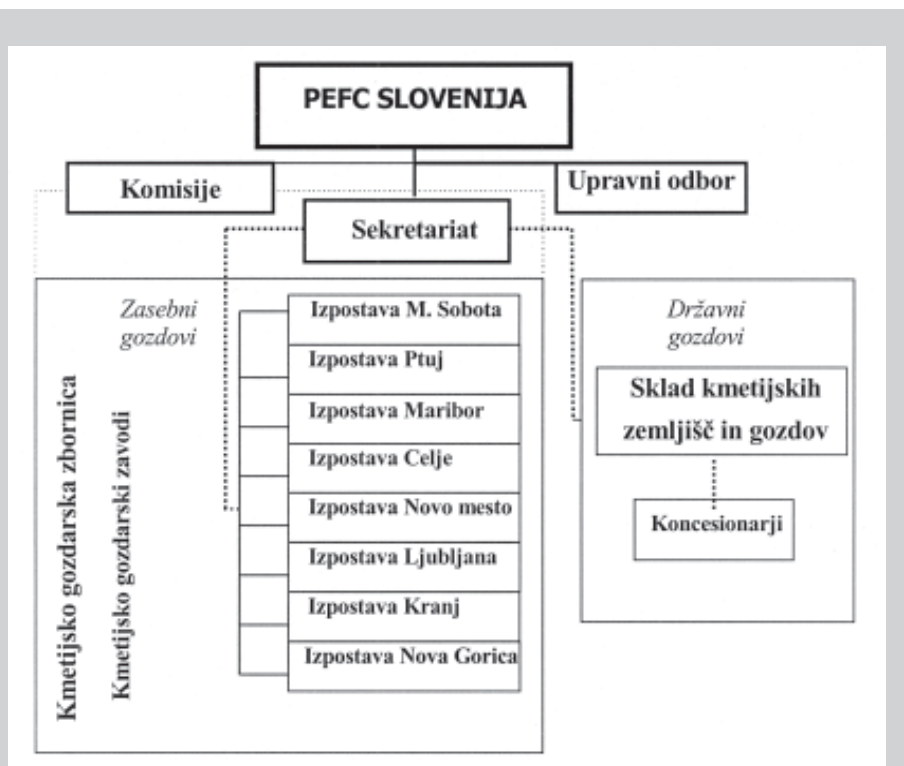 PEFC SLOVENIJA
Komisije
Upravni odbor
Sekretariat
Zasebni
gozdovi
Kmetijsko gozdarska zbornica
Kmetijsko gozdarski zavodi
Izpostava M. Sobota
Izpostava Ptuj
Izpostava Maribor
Izpostava Celje
Izpostava Novo mesto
Izpostava Ljubljana
Izpostava Kranj
Izpostava Nova Gorica
Državni
gozdovi
Sklad kmetijskih
zemljišč in gozdov
Koncesionarji